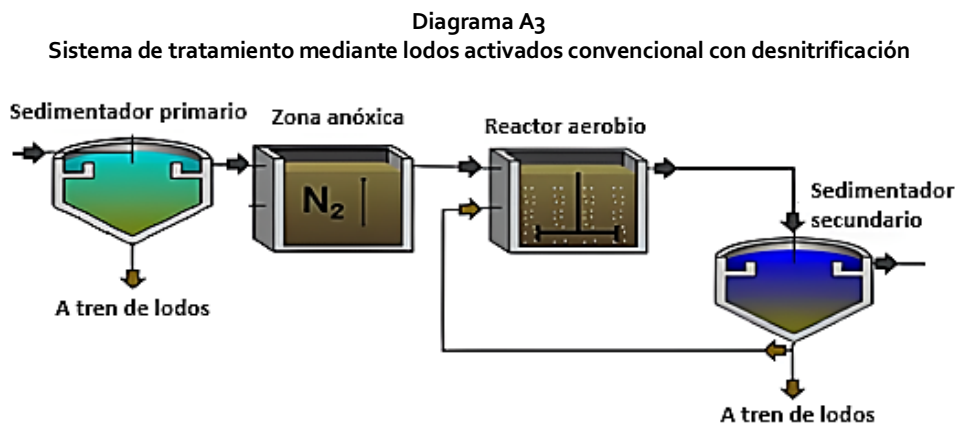 Diagrama A3
Sistema de tratamiento mediante lodos activados convencional con desnitrificación
Sedimentador primario
Zona anóxica
Reactor aerobio
Sedimentador
secundario
N₂
A tren de lodos
A tren de lodos